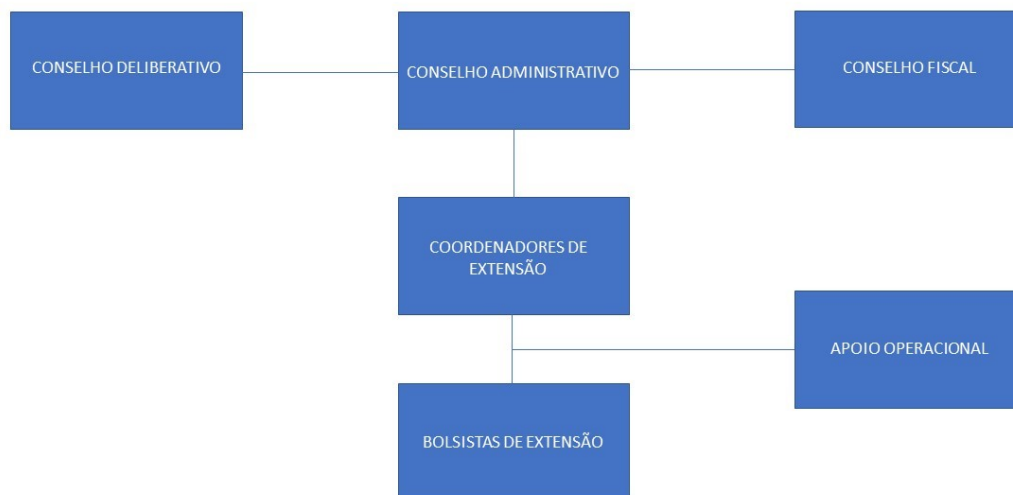 CONSELHO DELIBERATIVO
CONSELHO ADMINISTRATIVO
CONSELHO FISCAL
COORDENADORES DE
EXTENSÃO
APOIO OPERACIONAL
BOLSISTAS DE EXTENSÃO